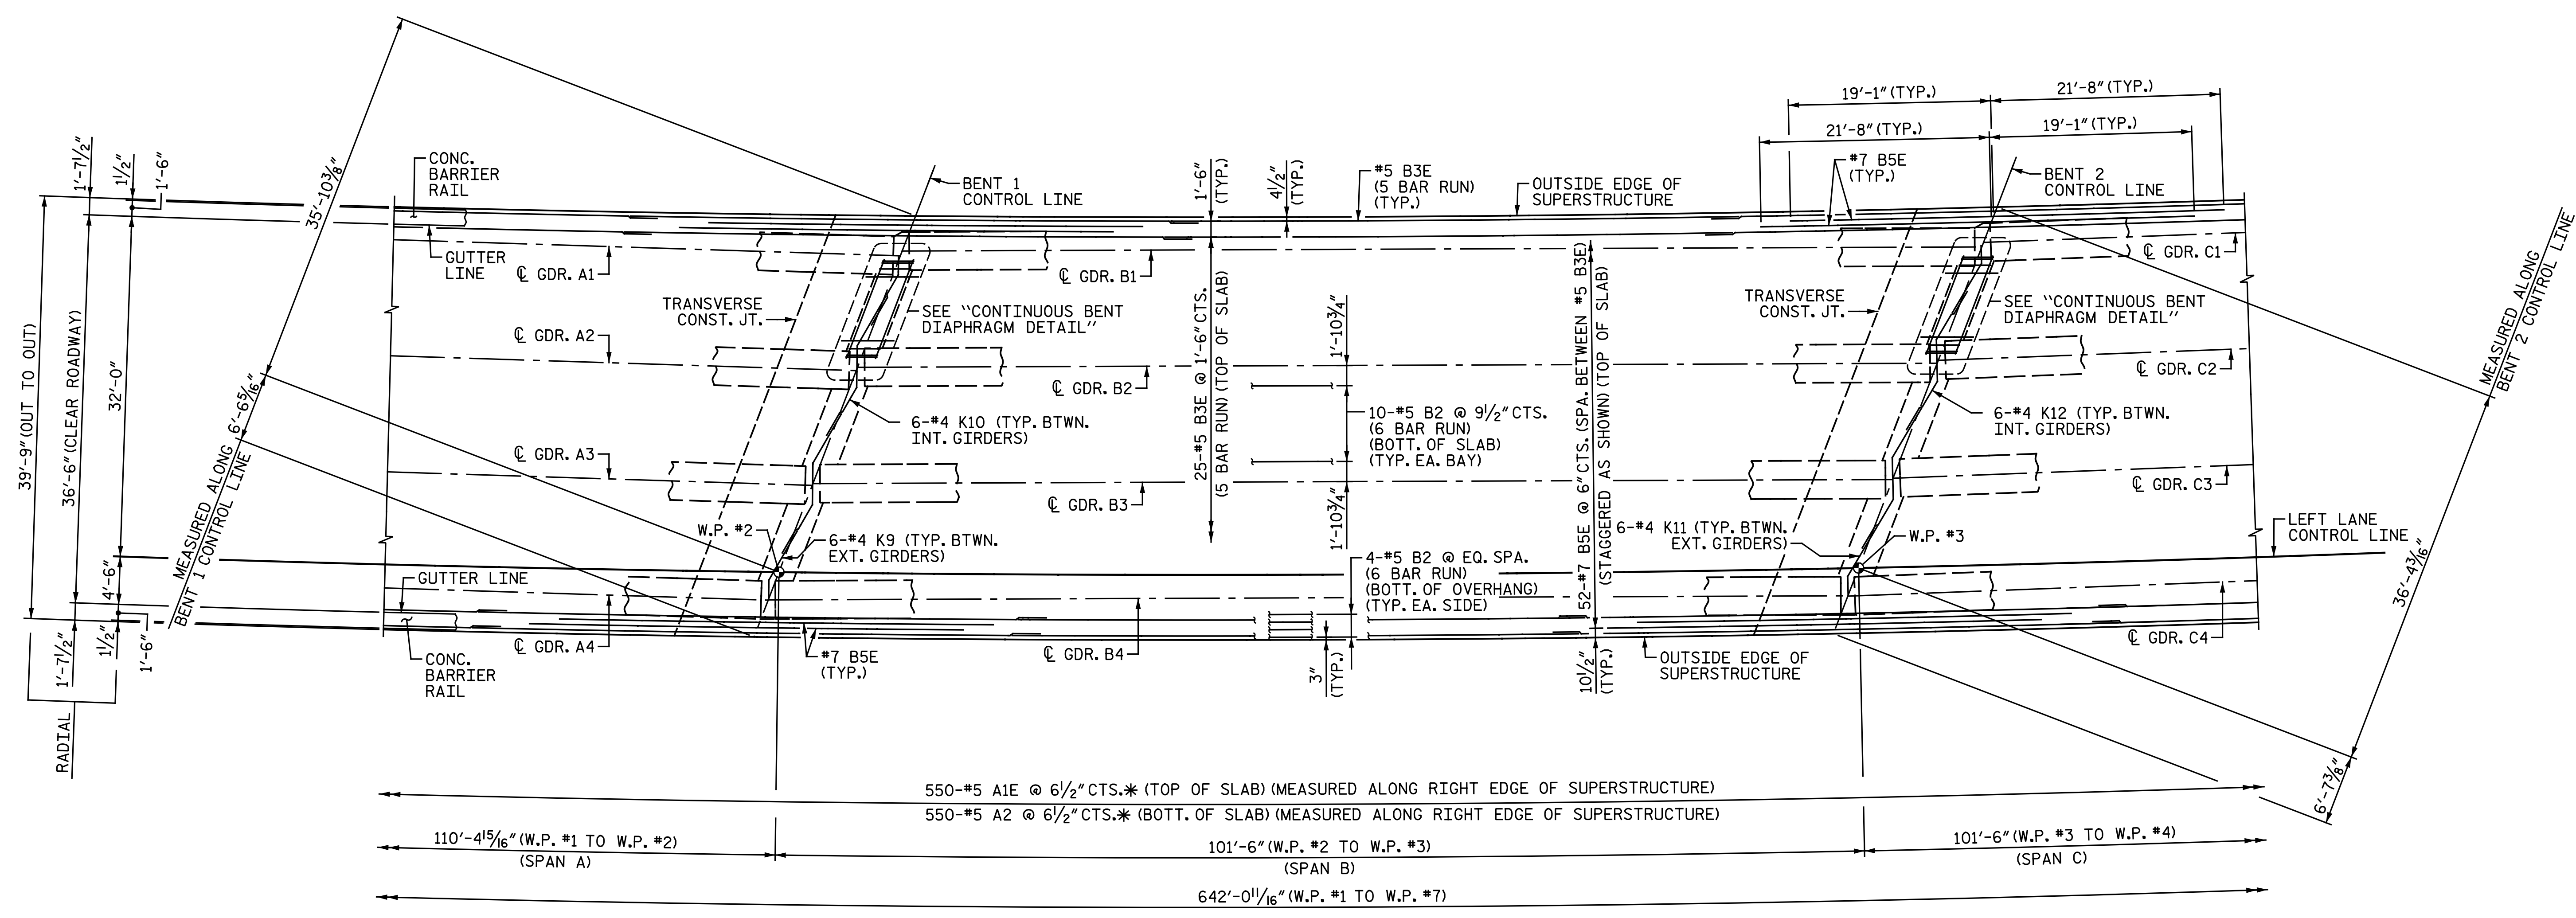 35′-10⅜″
19′-1″ (TYP.)
21′-8″ (TYP.)
21′-8″ (TYP.)
19′-1″ (TYP.)
1′-7½″
1½″
1′-6″
CONC.
BARRIER
RAIL
BENT 1
CONTROL LINE
1′-6″
(TYP.)
4½″
(TYP.)
#5 B3E
(5 BAR RUN)
(TYP.)
OUTSIDE EDGE OF
SUPERSTRUCTURE
#7 B5E
(TYP.)
BENT 2
CONTROL LINE
GUTTER
LINE
℄ GDR. A1
℄ GDR. B1
℄ GDR. C1
TRANSVERSE
CONST. JT.
SEE “CONTINUOUS BENT
DIAPHRAGM DETAIL”
TRANSVERSE
CONST. JT.
SEE “CONTINUOUS BENT
DIAPHRAGM DETAIL”
MEASURED ALONG
BENT 2 CONTROL LINE
39′-9″ (OUT TO OUT)
36′-6″ (CLEAR ROADWAY)
32′-0″
℄ GDR. A2
℄ GDR. B2
℄ GDR. C2
25-#5 B3E @ 1′-6″ CTS.
(5 BAR RUN) (TOP OF SLAB)
1′-10¾″
10-#5 B2 @ 9½″ CTS.
(6 BAR RUN)
(BOTT. OF SLAB)
(TYP. EA. BAY)
1′-10¾″
52-#7 B5E @ 6″ CTS. (SPA. BETWEEN #5 B3E)
(STAGGERED AS SHOWN) (TOP OF SLAB)
6-#4 K10 (TYP. BTWN.
INT. GIRDERS)
6-#4 K12 (TYP. BTWN.
INT. GIRDERS)
6′-6⁵⁄₁₆″
MEASURED ALONG
BENT 1 CONTROL LINE
℄ GDR. A3
℄ GDR. B3
℄ GDR. C3
W.P. #2
6-#4 K9 (TYP. BTWN.
EXT. GIRDERS)
6-#4 K11 (TYP. BTWN.
EXT. GIRDERS)
W.P. #3
LEFT LANE
CONTROL LINE
36′-4³⁄₁₆″
4′-6″
GUTTER LINE
4-#5 B2 @ EQ. SPA.
(6 BAR RUN)
(BOTT. OF OVERHANG)
(TYP. EA. SIDE)
1′-7½″
1½″
1′-6″
℄ GDR. A4
℄ GDR. B4
℄ GDR. C4
CONC.
BARRIER
RAIL
#7 B5E
(TYP.)
3″
(TYP.)
10½″
(TYP.)
OUTSIDE EDGE OF
SUPERSTRUCTURE
RADIAL
6′-7⅜″
550-#5 A1E @ 6½″ CTS.* (TOP OF SLAB) (MEASURED ALONG RIGHT EDGE OF SUPERSTRUCTURE)
550-#5 A2 @ 6½″ CTS.* (BOTT. OF SLAB) (MEASURED ALONG RIGHT EDGE OF SUPERSTRUCTURE)
110′-4¹⁵⁄₁₆″ (W.P. #1 TO W.P. #2)
(SPAN A)
101′-6″ (W.P. #2 TO W.P. #3)
(SPAN B)
101′-6″ (W.P. #3 TO W.P. #4)
(SPAN C)
642′-0¹¹⁄₁₆″ (W.P. #1 TO W.P. #7)